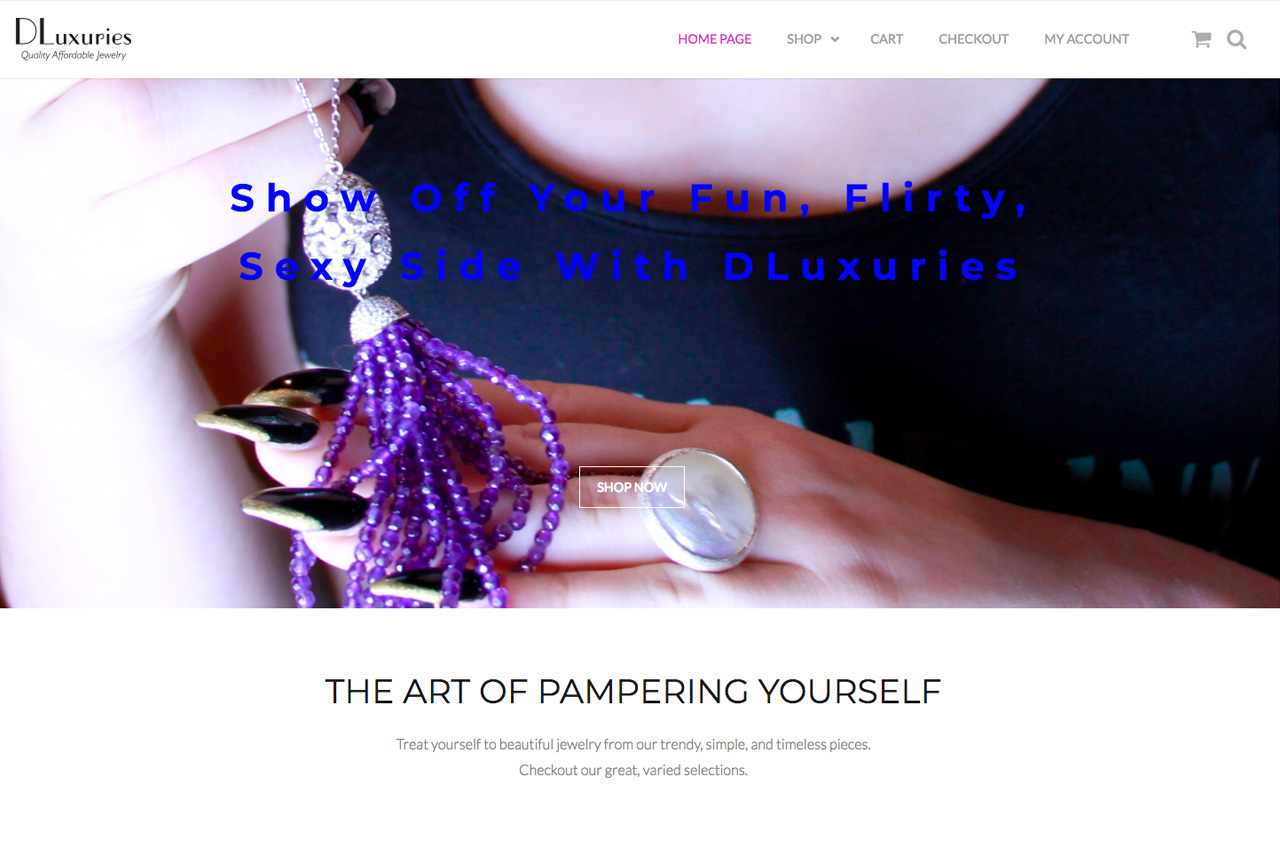 DLuxuries
Quality Affordable Jewelry
HOME PAGE SHOP CART CHECKOUT MY ACCOUNT
Show Off Your Fun, Flirty,
Sexy Side With DLuxuries
SHOP NOW
THE ART OF PAMPERING YOURSELF
Treat yourself to beautiful jewelry from our trendy, simple, and timeless pieces.
Checkout our great, varied selections.